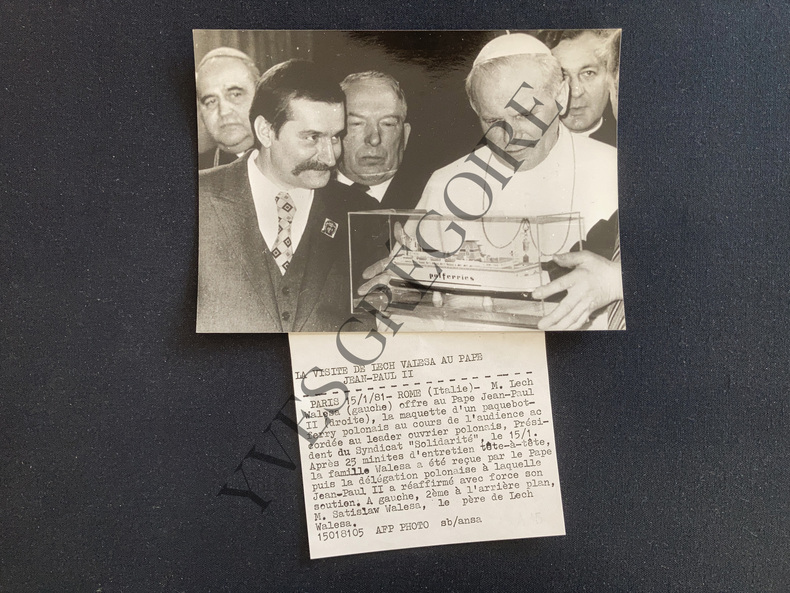 polferries
LA VISITE DE LECH VALESA AU PAPE
JEAN-PAUL II
PARIS 15/1/81- ROME (Italie)- M. Lech
Walesa (gauche) offre au Pape Jean-Paul
II (droite), la maquette d'un paquebot-
ferry polonais au cours de l'audience ac
cordée au leader ouvrier polonais, Prési-
dent du Syndicat "Solidarité", le 15/1.
Après 25 minites d'entretien tête-à-tête,
la famille Walesa a été reçue par le Pape
puis la délégation polonaise à laquelle
Jean-Paul II a réaffirmé avec force son
soutien. A gauche, 2ème à l'arrière plan,
M. Satislaw Walesa, le père de Lech
Walesa.
15018105 AFP PHOTO sb/ansa
YVES GREGOIRE